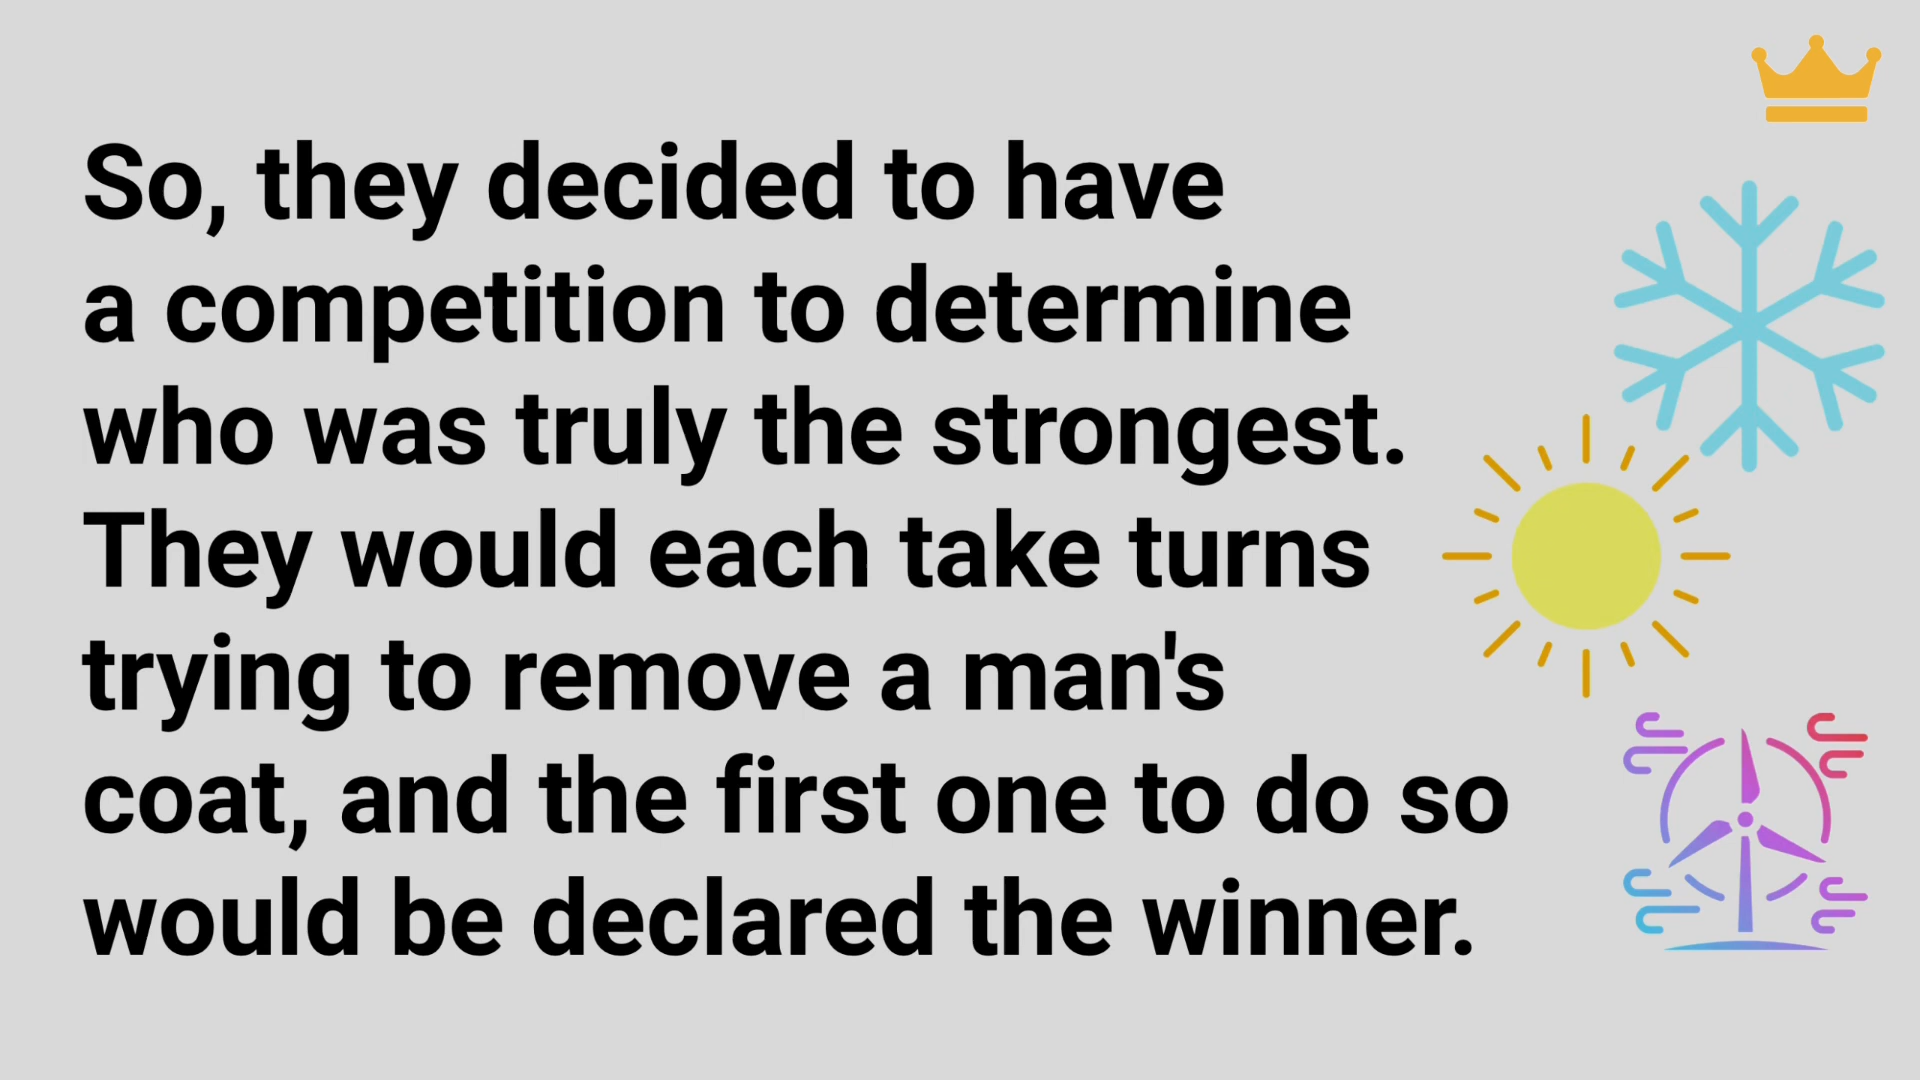 So, they decided to have
a competition to determine
who was truly the strongest.
They would each take turns
trying to remove a man's
coat, and the first one to do so
would be declared the winner.